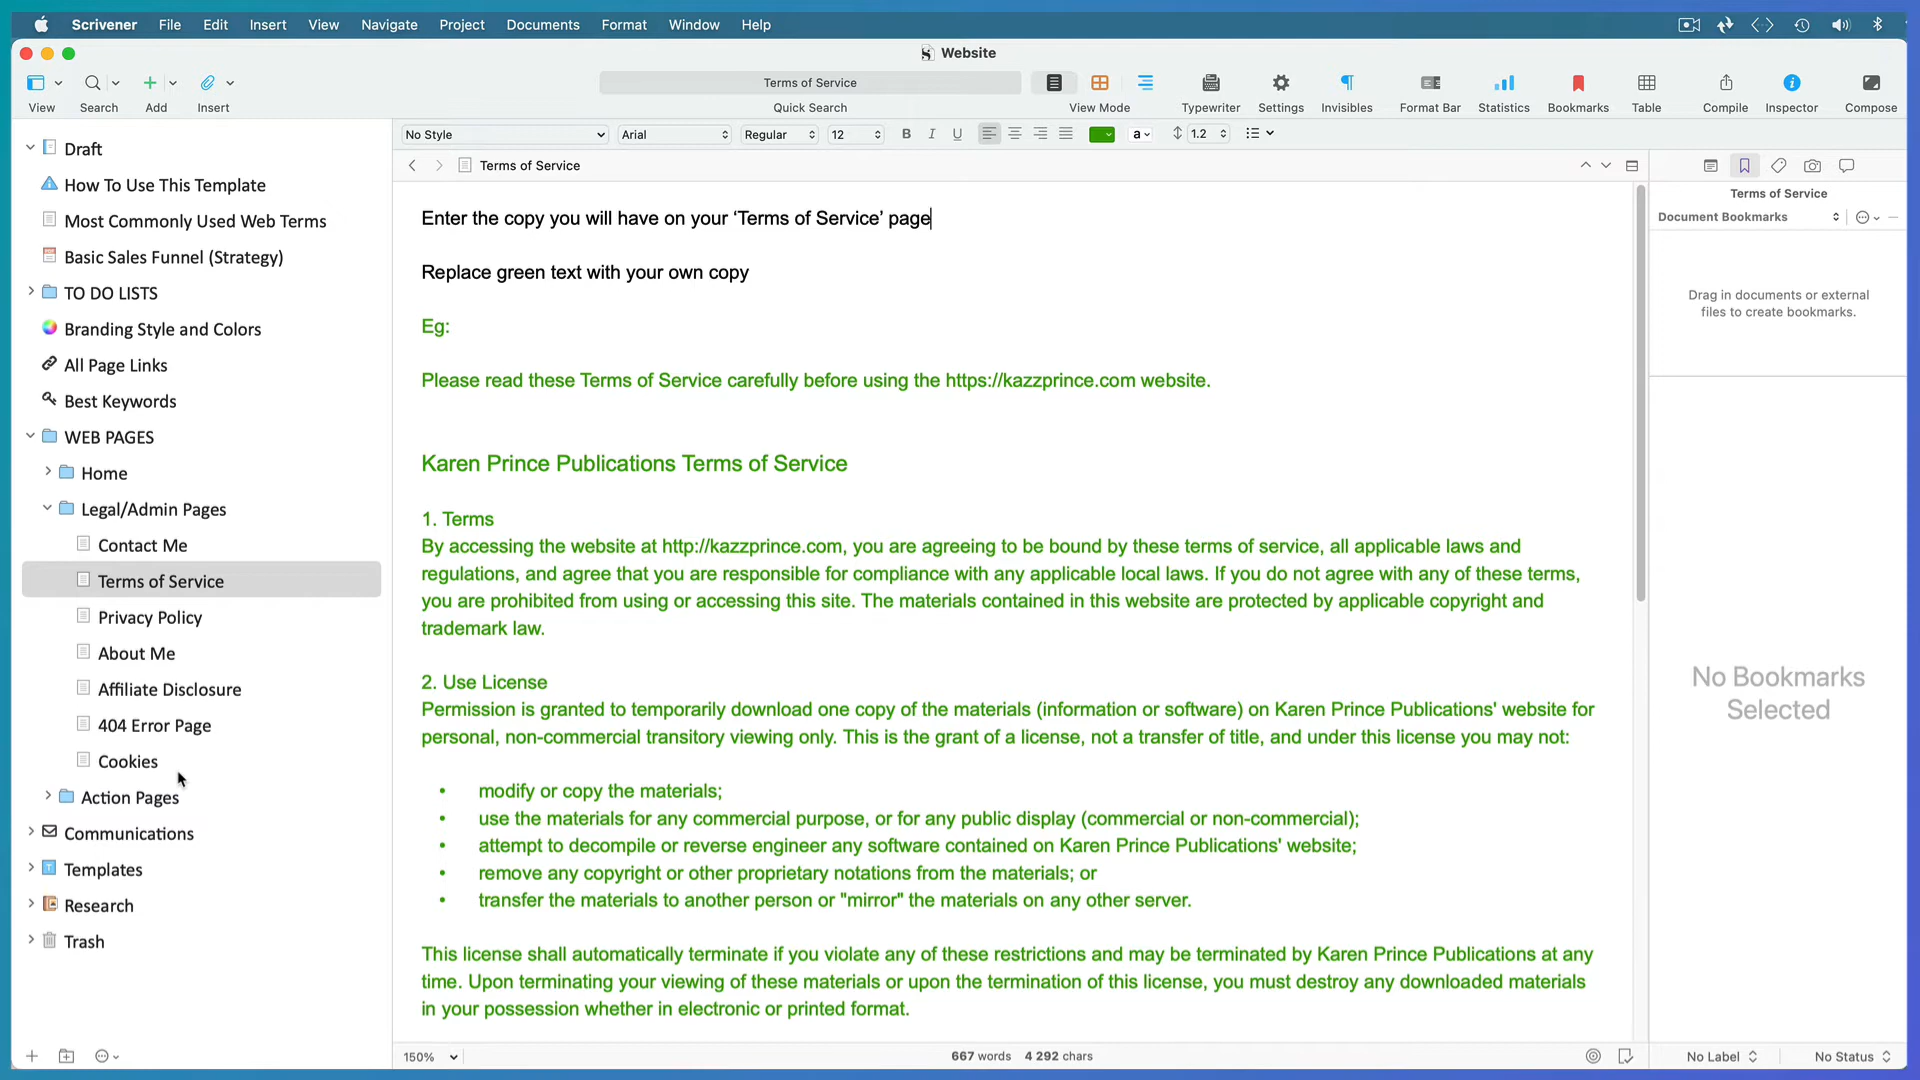 Scrivener File Edit Insert View Navigate Project Documents Format Window Help
Website
View Search Add Insert
Terms of Service
Quick Search
View Mode Typewriter Settings Invisibles Format Bar Statistics Bookmarks Table Compile Inspector Compose
No Style Arial Regular 12 B I U a 1.2
Draft
How To Use This Template
Most Commonly Used Web Terms
Basic Sales Funnel (Strategy)
TO DO LISTS
Branding Style and Colors
All Page Links
Best Keywords
WEB PAGES
Home
Legal/Admin Pages
Contact Me
Terms of Service
Privacy Policy
About Me
Affiliate Disclosure
404 Error Page
Cookies
Action Pages
Communications
Templates
Research
Trash
Terms of Service
Enter the copy you will have on your ‘Terms of Service’ page
Replace green text with your own copy
Eg:
Please read these Terms of Service carefully before using the https://kazzprince.com website.
Karen Prince Publications Terms of Service
1. Terms
By accessing the website at http://kazzprince.com, you are agreeing to be bound by these terms of service, all applicable laws and
regulations, and agree that you are responsible for compliance with any applicable local laws. If you do not agree with any of these terms,
you are prohibited from using or accessing this site. The materials contained in this website are protected by applicable copyright and
trademark law.
2. Use License
Permission is granted to temporarily download one copy of the materials (information or software) on Karen Prince Publications' website for
personal, non-commercial transitory viewing only. This is the grant of a license, not a transfer of title, and under this license you may not:
• modify or copy the materials;
• use the materials for any commercial purpose, or for any public display (commercial or non-commercial);
• attempt to decompile or reverse engineer any software contained on Karen Prince Publications' website;
• remove any copyright or other proprietary notations from the materials; or
• transfer the materials to another person or "mirror" the materials on any other server.
This license shall automatically terminate if you violate any of these restrictions and may be terminated by Karen Prince Publications at any
time. Upon terminating your viewing of these materials or upon the termination of this license, you must destroy any downloaded materials
in your possession whether in electronic or printed format.
150%
667 words 4 292 chars
Terms of Service
Document Bookmarks
Drag in documents or external
files to create bookmarks.
No Bookmarks
Selected
No Label No Status